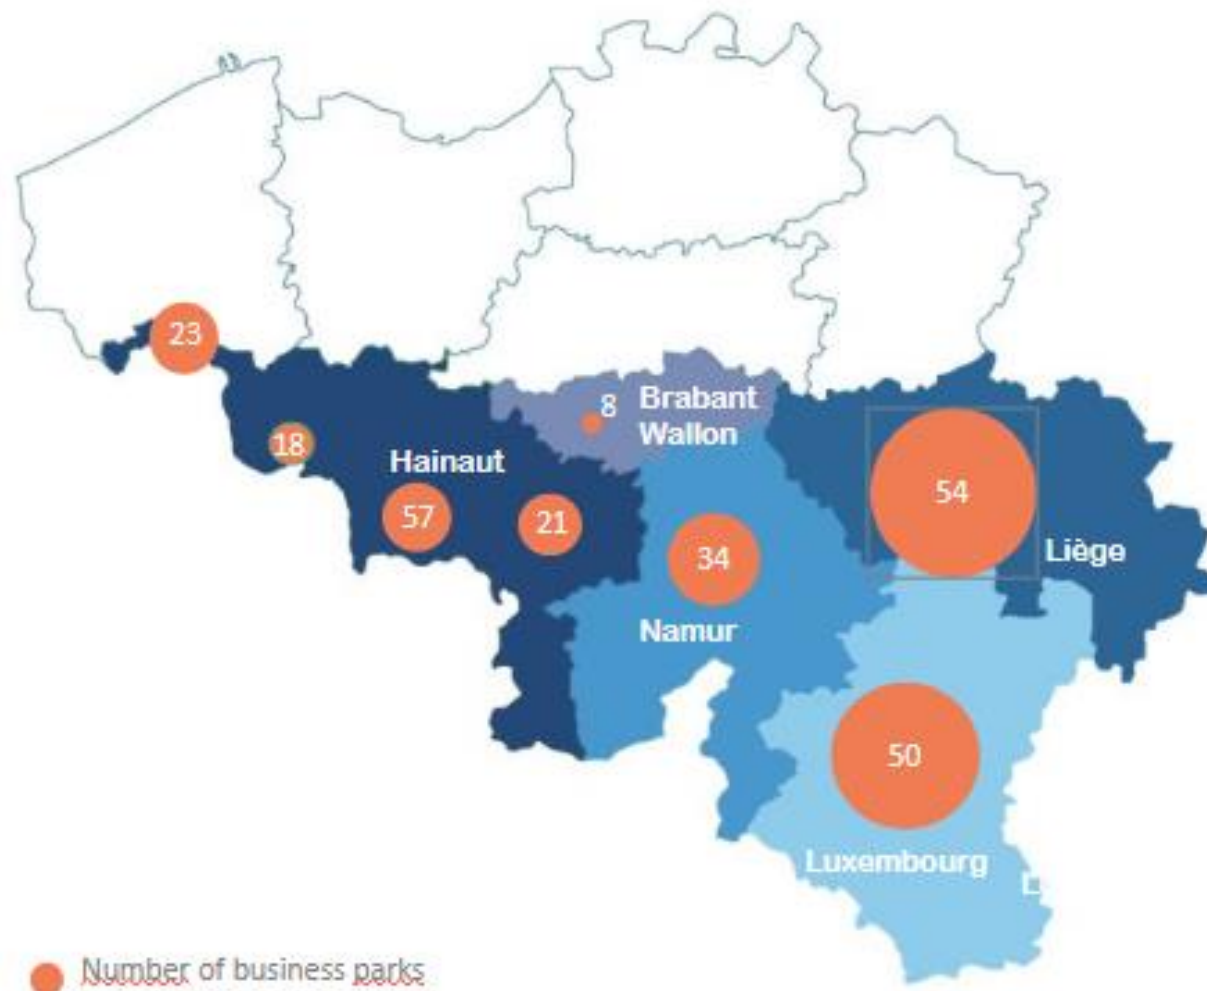 23
8
Brabant
Wallon
18
Hainaut
54
57
21
34
Liège
Namur
50
Luxembourg
Number of business parks